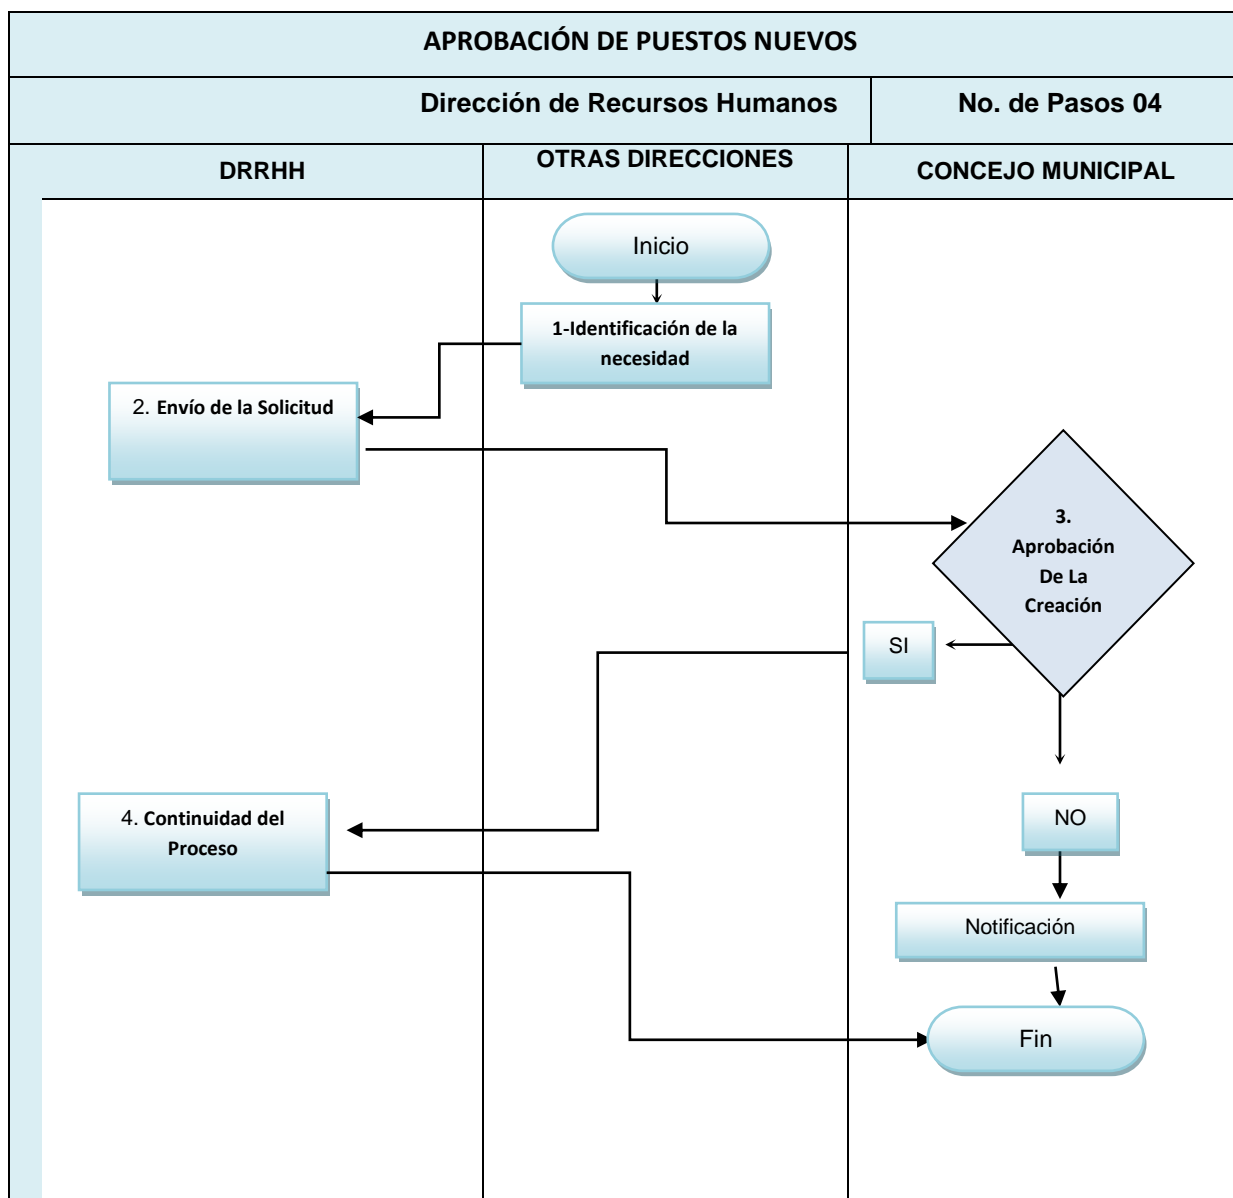 APROBACIÓN DE PUESTOS NUEVOS
Dirección de Recursos Humanos
No. de Pasos 04
DRRHH
OTRAS DIRECCIONES
CONCEJO MUNICIPAL
Inicio
1-Identificación de la
necesidad
2. Envío de la Solicitud
3.
Aprobación
De La
Creación
SI
4. Continuidad del
Proceso
NO
Notificación
Fin